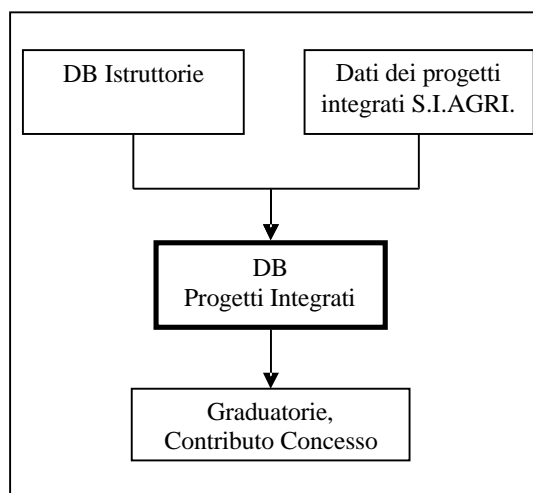 DB Istruttorie
Dati dei progetti
integrati S.I.AGRI.
DB
Progetti Integrati
Graduatorie,
Contributo Concesso